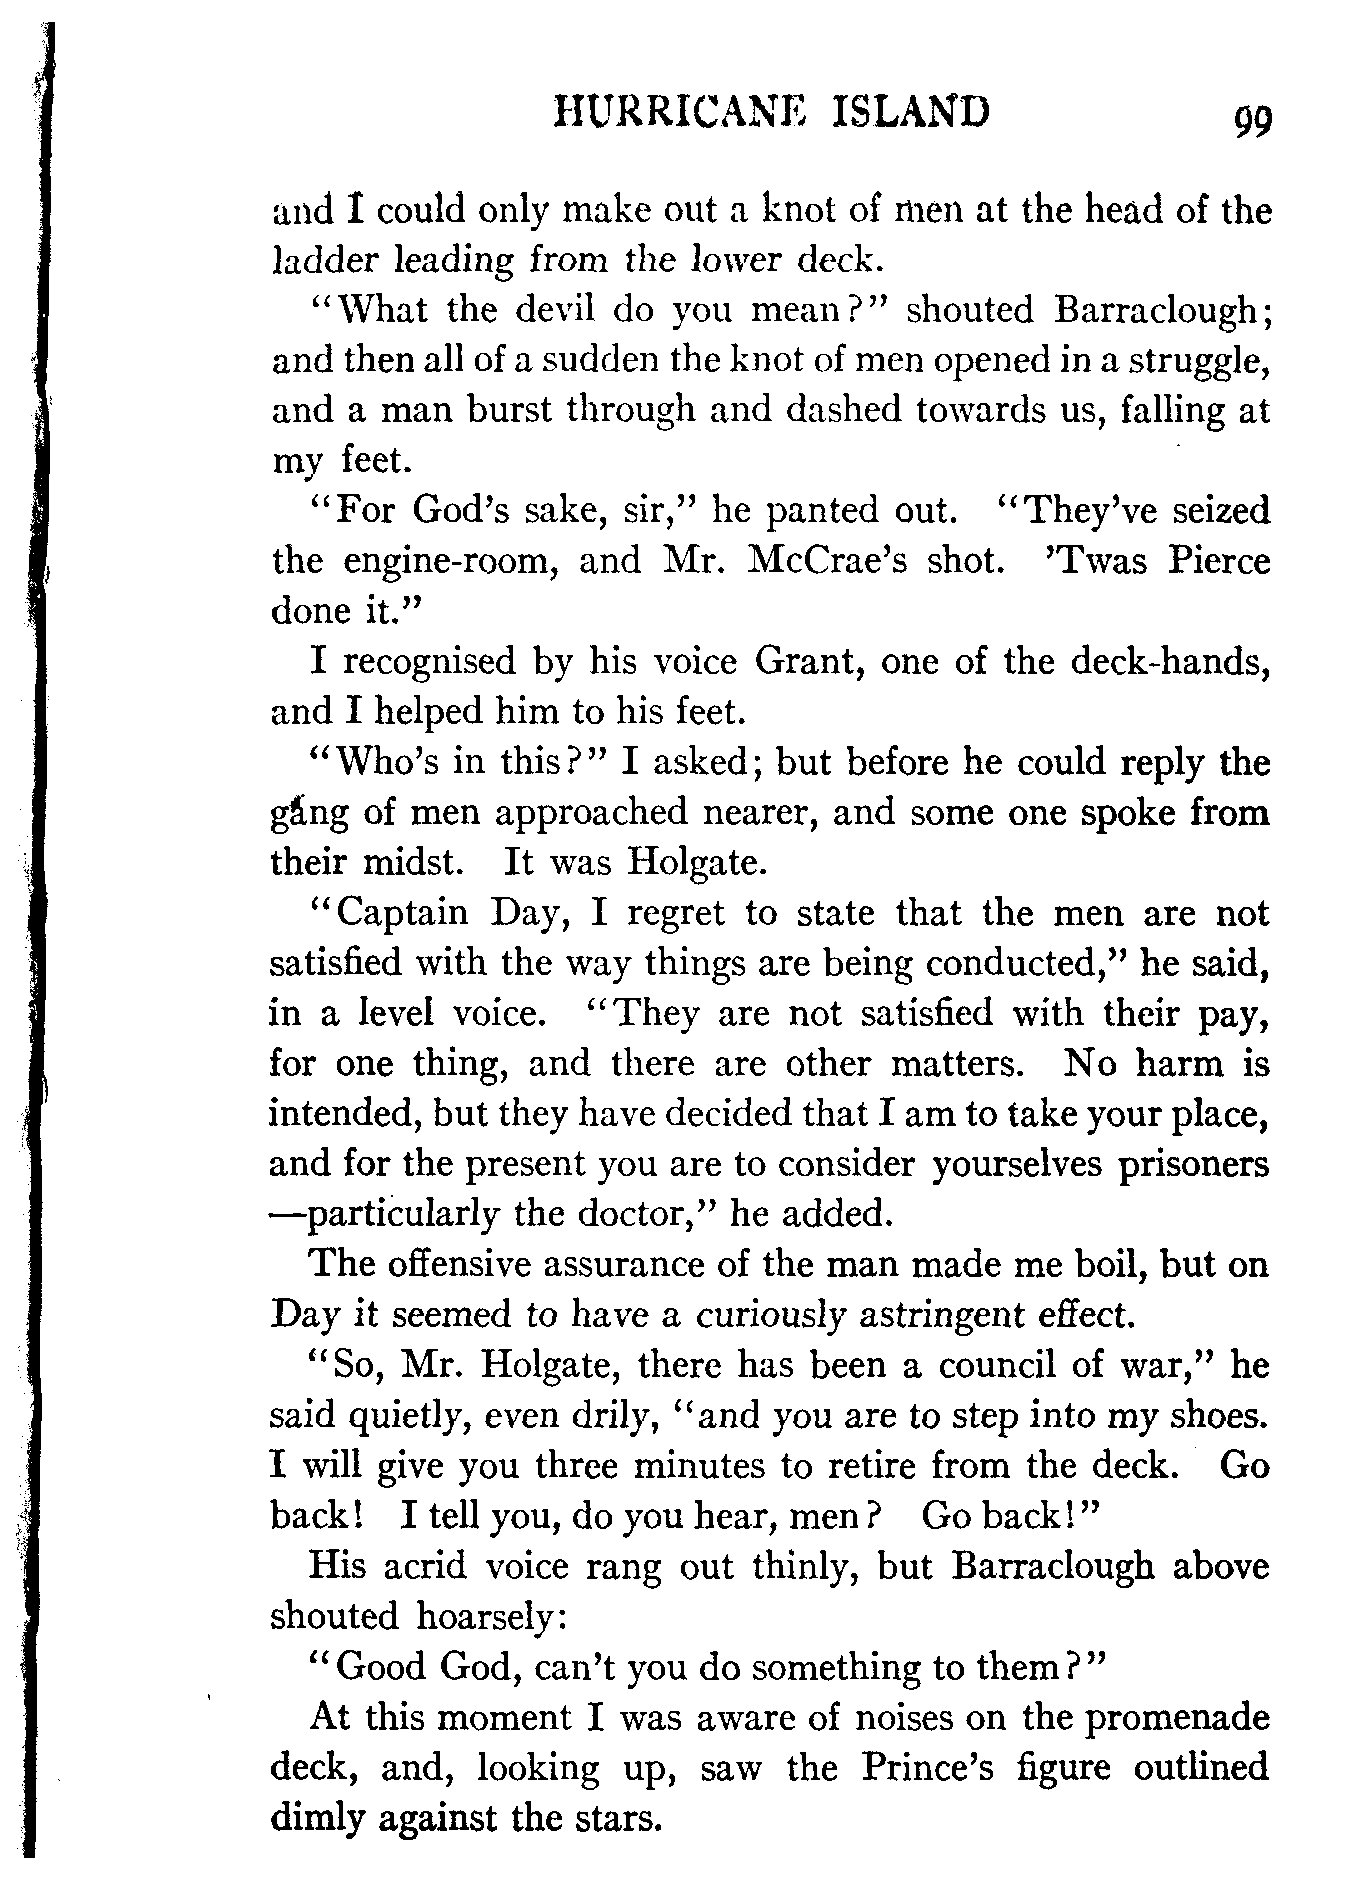 HURRICANE ISLAND 99
and I could only make out a knot of men at the head of the
ladder leading from the lower deck.
"What the devil do you mean?" shouted Barraclough;
and then all of a sudden the knot of men opened in a struggle,
and a man burst through and dashed towards us, falling at
my feet.
"For God's sake, sir," he panted out. "They've seized
the engine-room, and Mr. McCrae's shot. 'Twas Pierce
done it."
I recognised by his voice Grant, one of the deck-hands,
and I helped him to his feet.
"Who's in this?" I asked; but before he could reply the
gang of men approached nearer, and some one spoke from
their midst. It was Holgate.
"Captain Day, I regret to state that the men are not
satisfied with the way things are being conducted," he said,
in a level voice. "They are not satisfied with their pay,
for one thing, and there are other matters. No harm is
intended, but they have decided that I am to take your place,
and for the present you are to consider yourselves prisoners
—particularly the doctor," he added.
The offensive assurance of the man made me boil, but on
Day it seemed to have a curiously astringent effect.
"So, Mr. Holgate, there has been a council of war," he
said quietly, even drily, "and you are to step into my shoes.
I will give you three minutes to retire from the deck. Go
back! I tell you, do you hear, men? Go back!"
His acrid voice rang out thinly, but Barraclough above
shouted hoarsely:
"Good God, can't you do something to them?"
At this moment I was aware of noises on the promenade
deck, and, looking up, saw the Prince's figure outlined
dimly against the stars.